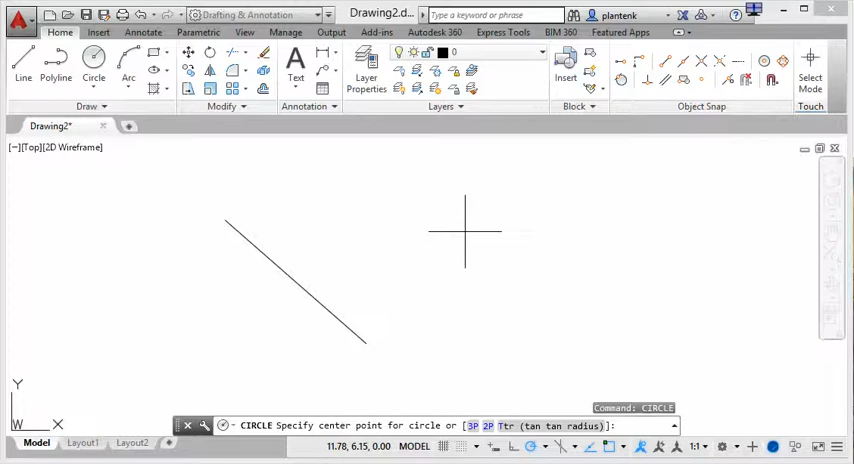 Drafting & Annotation
Drawing2.d...
Type a keyword or phrase
plantenk
Home Insert Annotate Parametric View Manage Output Add-ins Autodesk 360 Express Tools BIM 360 Featured Apps
Line Polyline Circle Arc Text Layer Properties 0 Insert Select Mode
Draw Modify Annotation Layers Block Object Snap Touch
Drawing2*
[−][Top][2D Wireframe]
Y
W X
Command: CIRCLE
CIRCLE Specify center point for circle or [3P 2P Ttr (tan tan radius)]:
Model Layout1 Layout2 11.78, 6.15, 0.00 MODEL 1:1